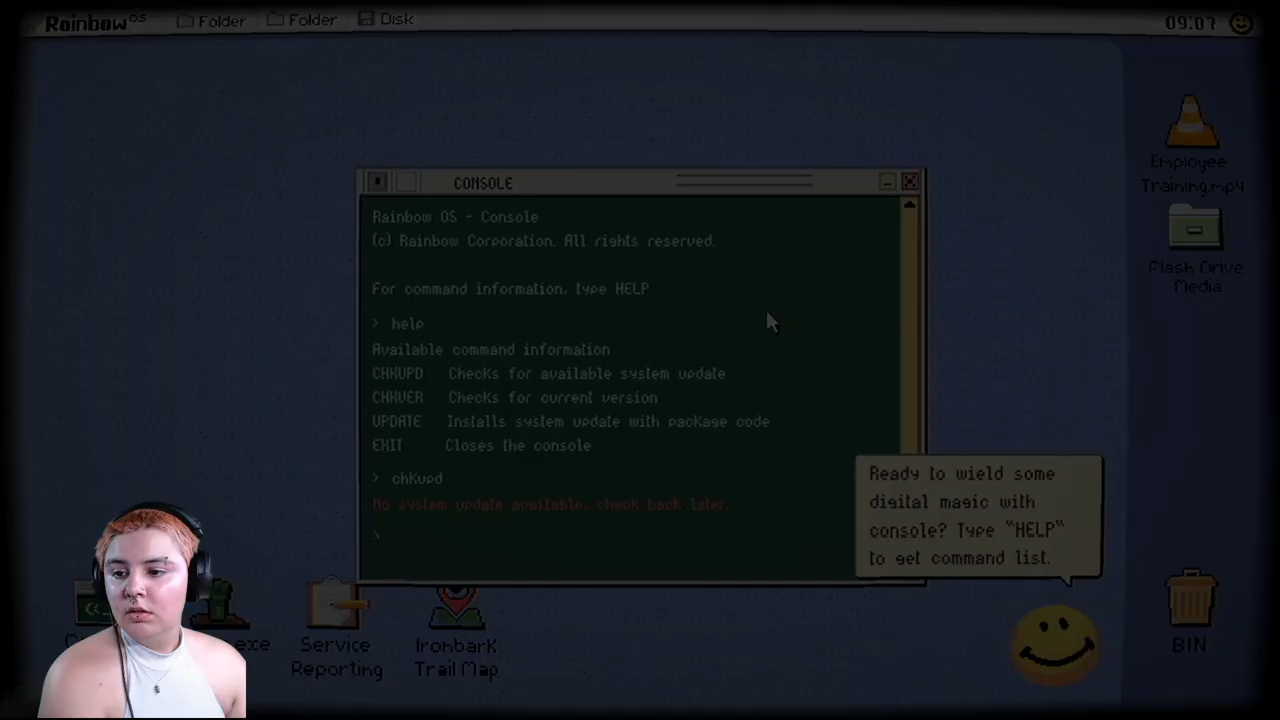 Rainbow OS
Folder
Folder
Disk
09:07
Employee
Training.mp4
Flash Drive
Media
CONSOLE
Rainbow OS - Console
(c) Rainbow Corporation. All rights reserved.
For command information, type HELP
> help
Available command information
CHKUPD Checks for available system update
CHKVER Checks for current version
UPDATE Installs system update with package code
EXIT Closes the console
> chkupd
No system update available, check back later.
>
Ready to wield some
digital magic with
console? Type "HELP"
to get command list.
Service
Reporting
Ironbark
Trail Map
BIN